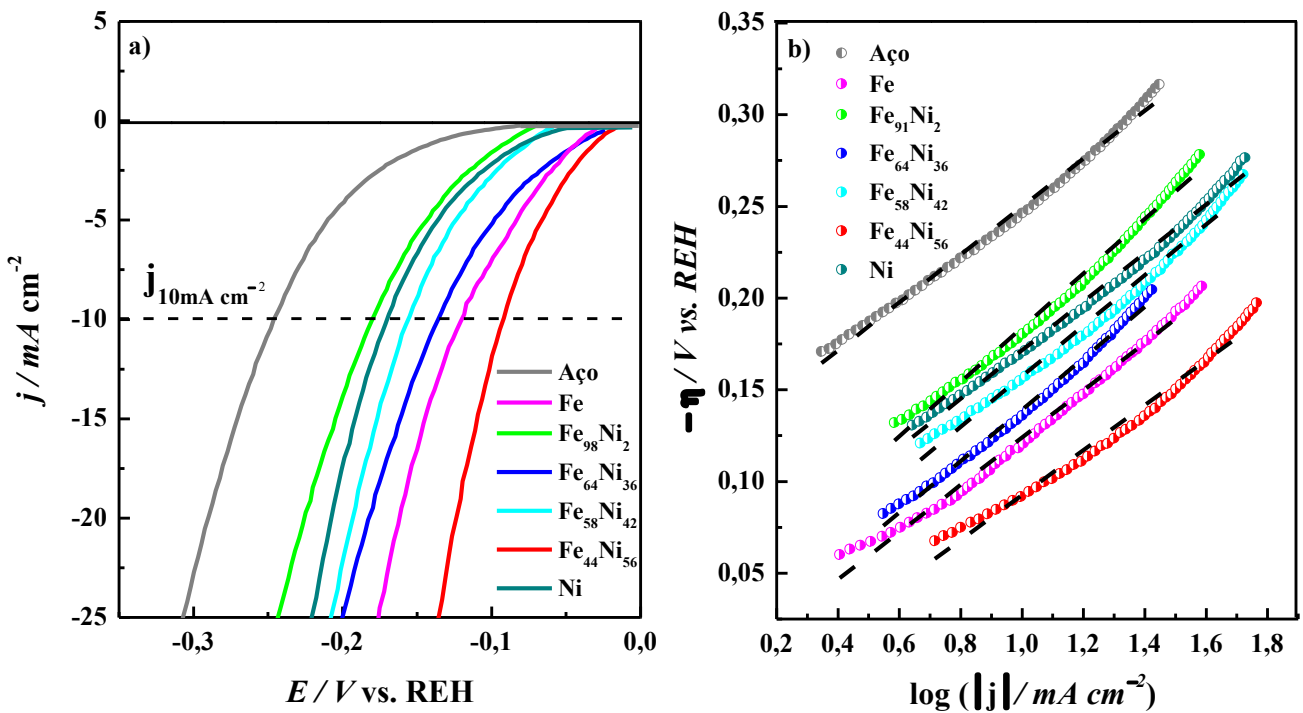 a)
5
0
-5
-10
-15
-20
-25
j / mA cm⁻²
j₁₀mA cm⁻²
Aço
Fe
Fe₉₈Ni₂
Fe₆₄Ni₃₆
Fe₅₈Ni₄₂
Fe₄₄Ni₅₆
Ni
-0,3 -0,2 -0,1 0,0
E / V vs. REH
b)
0,35
0,30
0,25
0,20
0,15
0,10
0,05
−η / V vs. REH
Aço
Fe
Fe₉₁Ni₂
Fe₆₄Ni₃₆
Fe₅₈Ni₄₂
Fe₄₄Ni₅₆
Ni
0,2 0,4 0,6 0,8 1,0 1,2 1,4 1,6 1,8
log (|j| / mA cm⁻²)